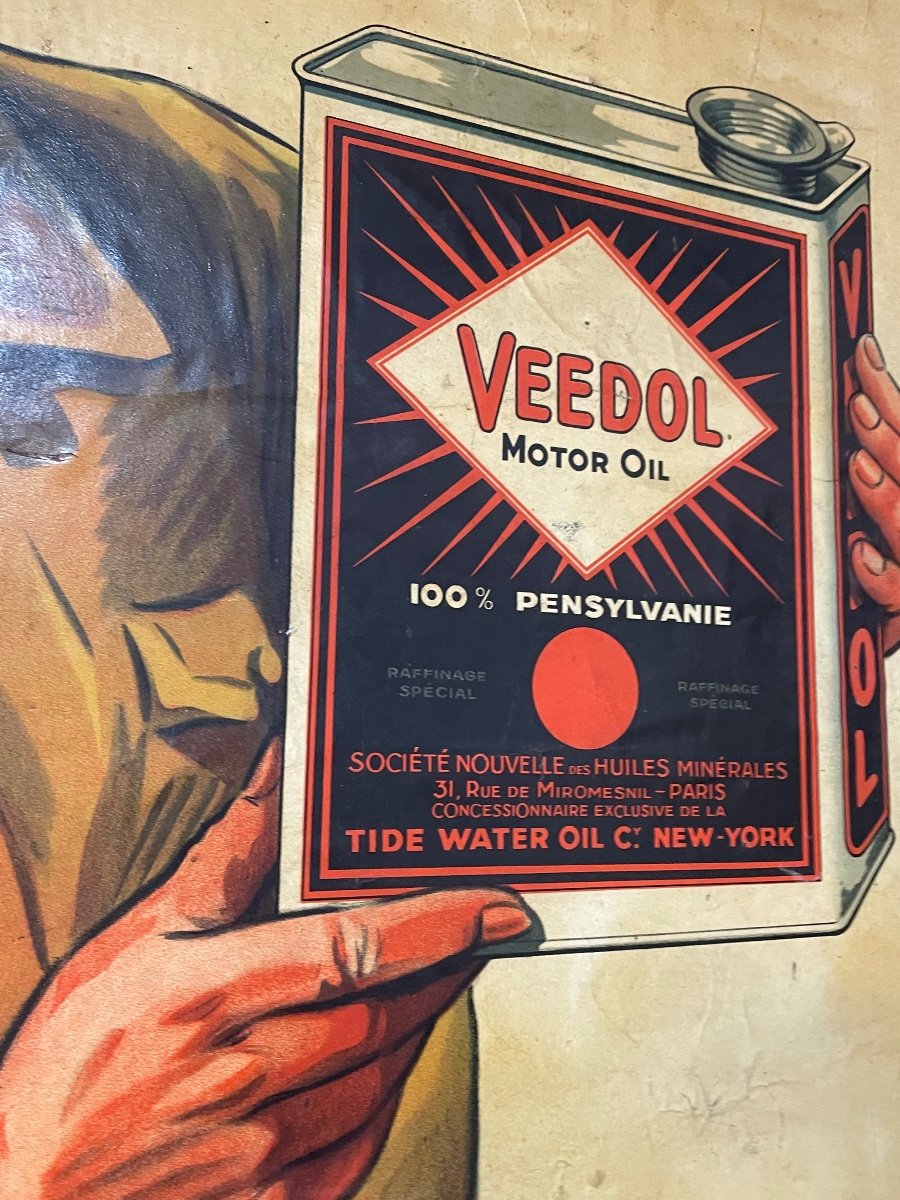 VEEDOL
MOTOR OIL
100% PENSYLVANIE
RAFFINAGE
SPÉCIAL
RAFFINAGE
SPÉCIAL
SOCIÉTÉ NOUVELLE DES HUILES MINÉRALES
31, RUE DE MIROMESNIL - PARIS
CONCESSIONNAIRE EXCLUSIVE DE LA
TIDE WATER OIL CY. NEW-YORK